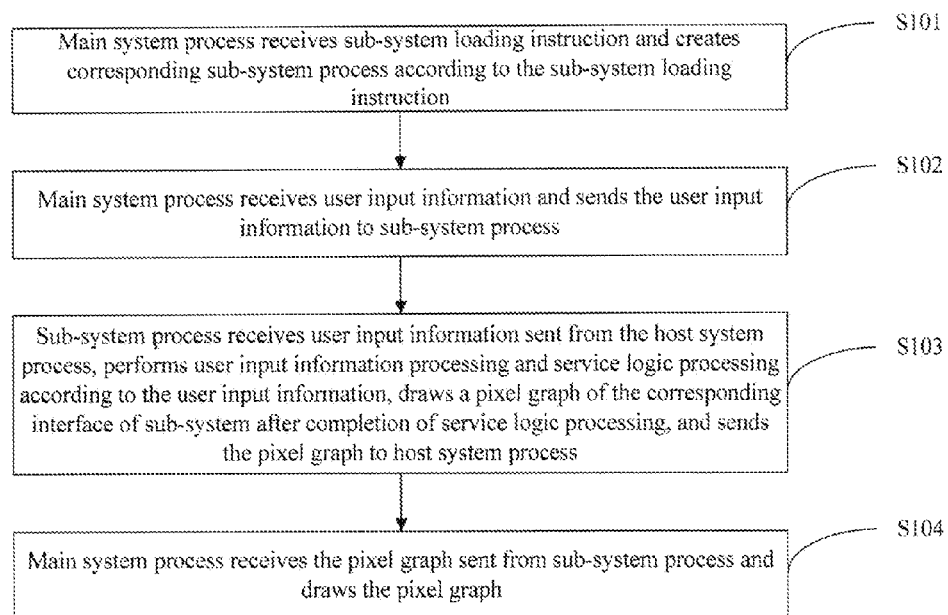 S101
Main system process receives sub-system loading instruction and creates
corresponding sub-system process according to the sub-system loading
instruction
S102
Main system process receives user input information and sends the user input
information to sub-system process
S103
Sub-system process receives user input information sent from the host system
process, performs user input information processing and service logic processing
according to the user input information, draws a pixel graph of the corresponding
interface of sub-system after completion of service logic processing, and sends
the pixel graph to host system process
S104
Main system process receives the pixel graph sent from sub-system process and
draws the pixel graph